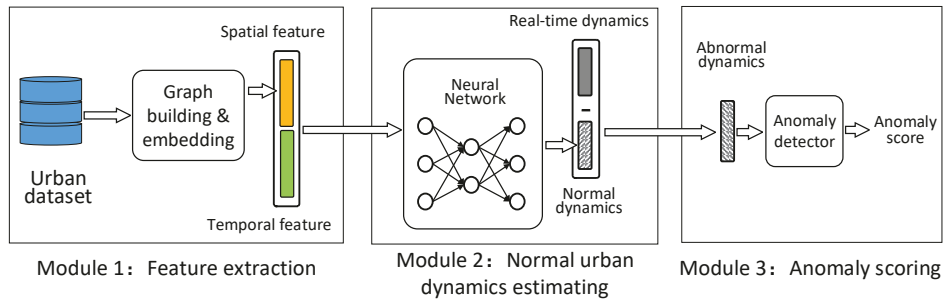 Spatial feature
Graph
building &
embedding
Urban
dataset
Temporal feature
Module 1：Feature extraction
Real-time dynamics
Neural
Network
-
Normal
dynamics
Module 2：Normal urban
dynamics estimating
Abnormal
dynamics
Anomaly
detector
Anomaly
score
Module 3：Anomaly scoring